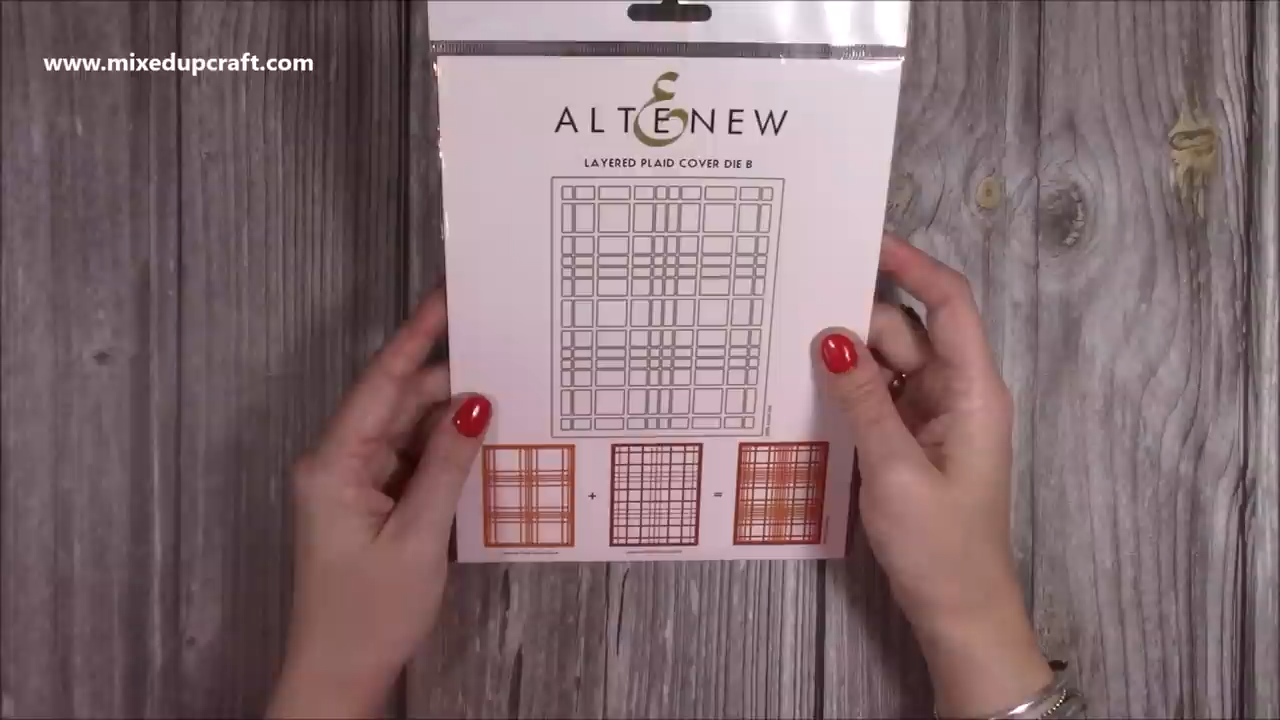 www.mixedupcraft.com
ALTENEW
LAYERED PLAID COVER DIE B
+
=